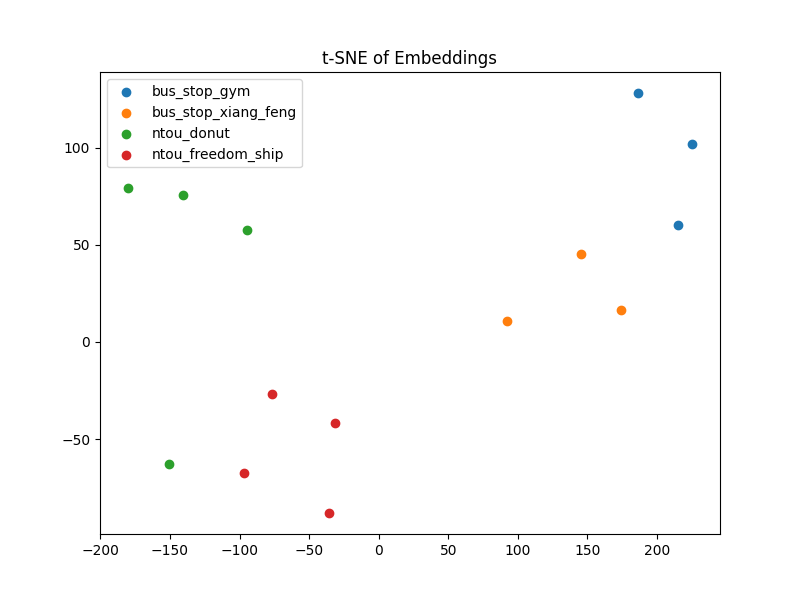 t-SNE of Embeddings
bus_stop_gym
bus_stop_xiang_feng
ntou_donut
ntou_freedom_ship
100
50
0
−50
−200 −150 −100 −50 0 50 100 150 200